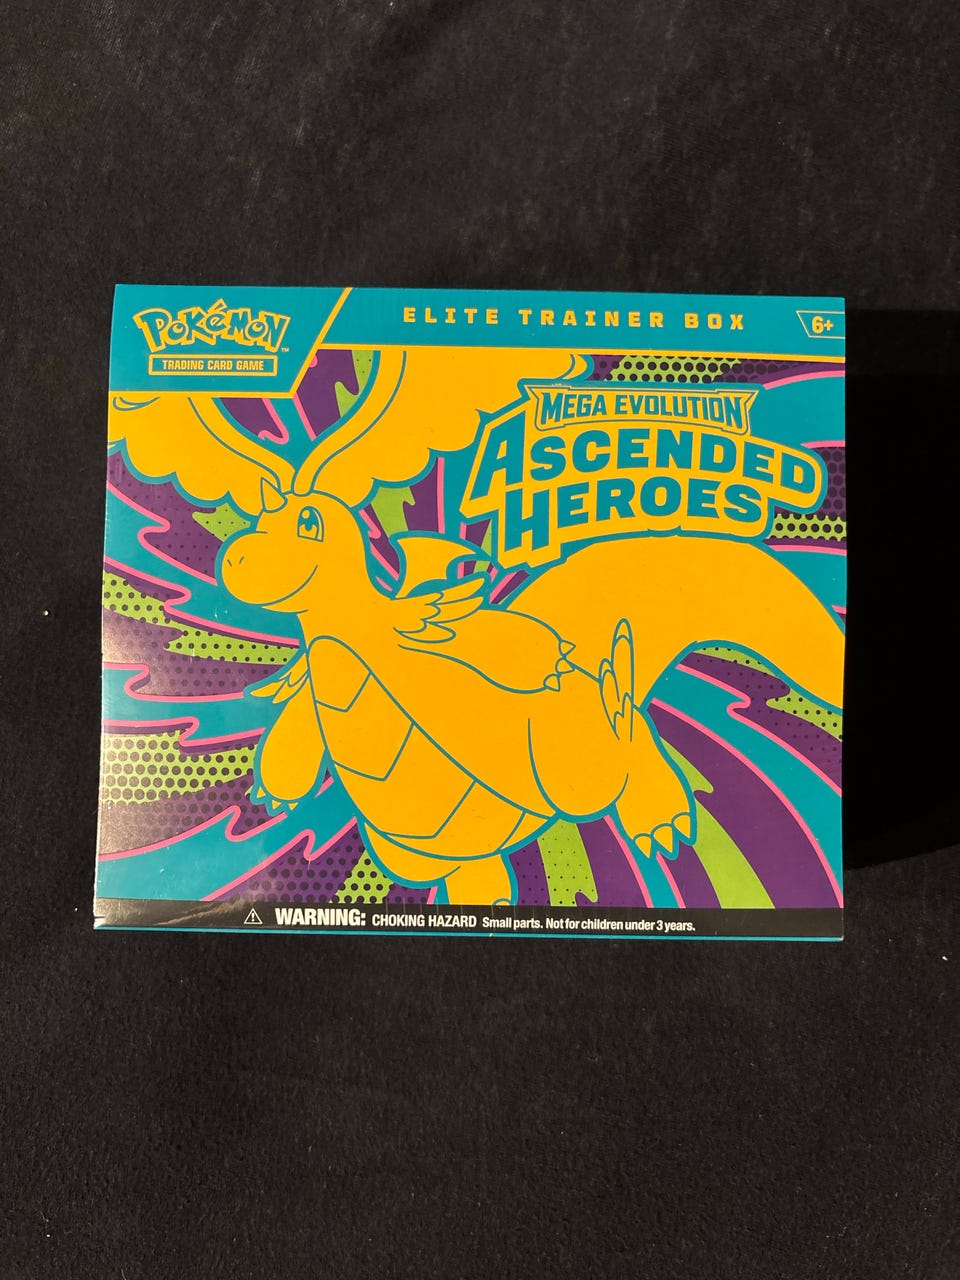 POKéMON™
TRADING CARD GAME
ELITE TRAINER BOX
6+
MEGA EVOLUTION
ASCENDED
HEROES
⚠ WARNING: CHOKING HAZARD Small parts. Not for children under 3 years.